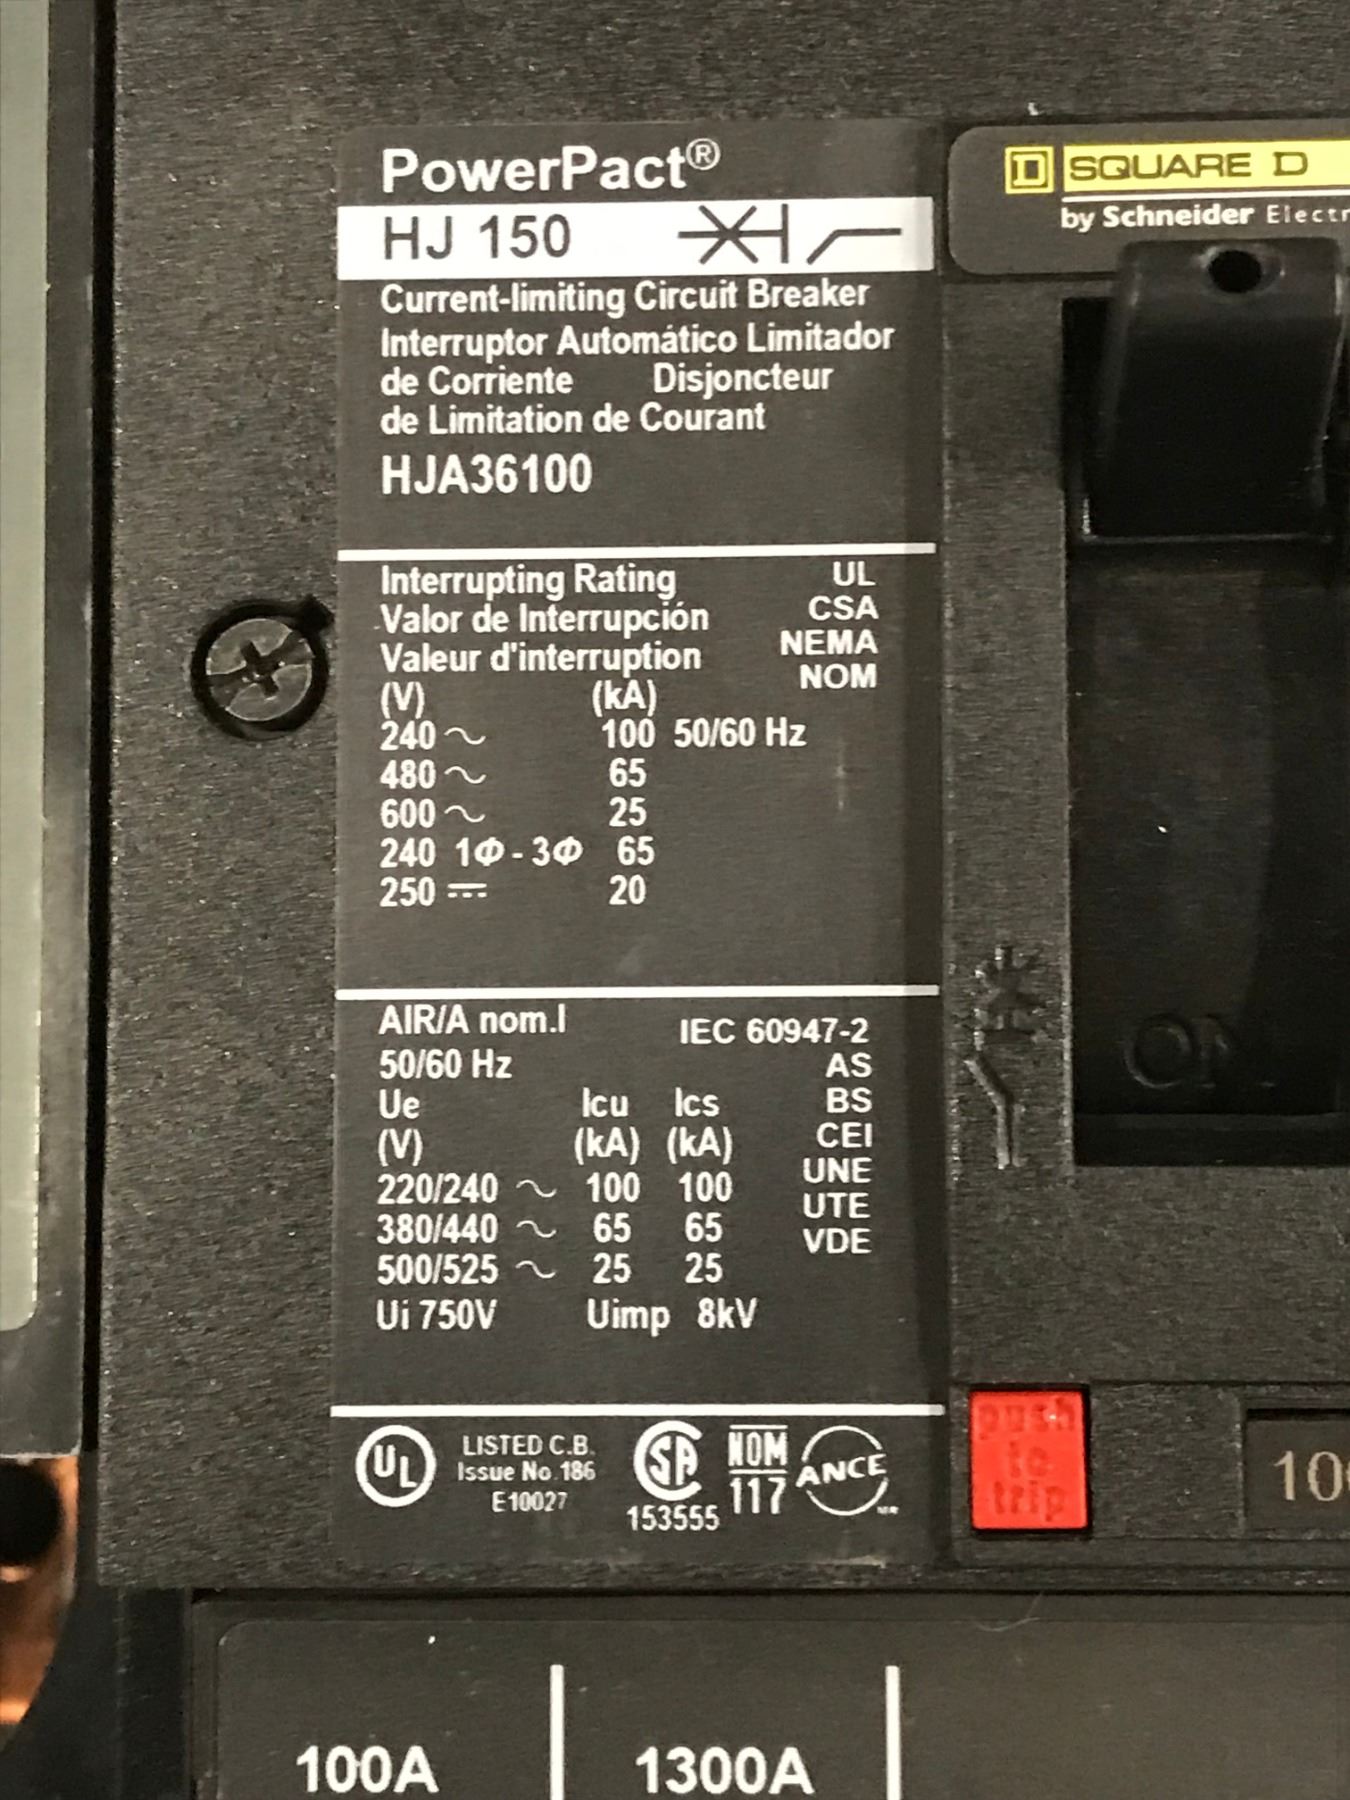 PowerPact®
SQUARE D
by Schneider
HJ 150
Current-limiting Circuit Breaker
Interruptor Automático Limitador
de Corriente Disjoncteur
de Limitation de Courant
HJA36100
Interrupting Rating UL
Valor de Interrupción CSA
Valeur d'interruption NEMA
(V) (kA) NOM
240 ~ 100 50/60 Hz
480 ~ 65
600 ~ 25
240 1Φ - 3Φ 65
250 ⎓ 20
ON
AIR/A nom.I IEC 60947-2
50/60 Hz AS
Ue Icu Ics BS
(V) (kA) (kA) CEI
220/240 ~ 100 100 UNE
380/440 ~ 65 65 UTE
500/525 ~ 25 25 VDE
Ui 750V Uimp 8kV
UL
LISTED C.B.
Issue No.186
E10027
SA
153555
NOM
117
ANCE
push
to
trip
100A 1300A